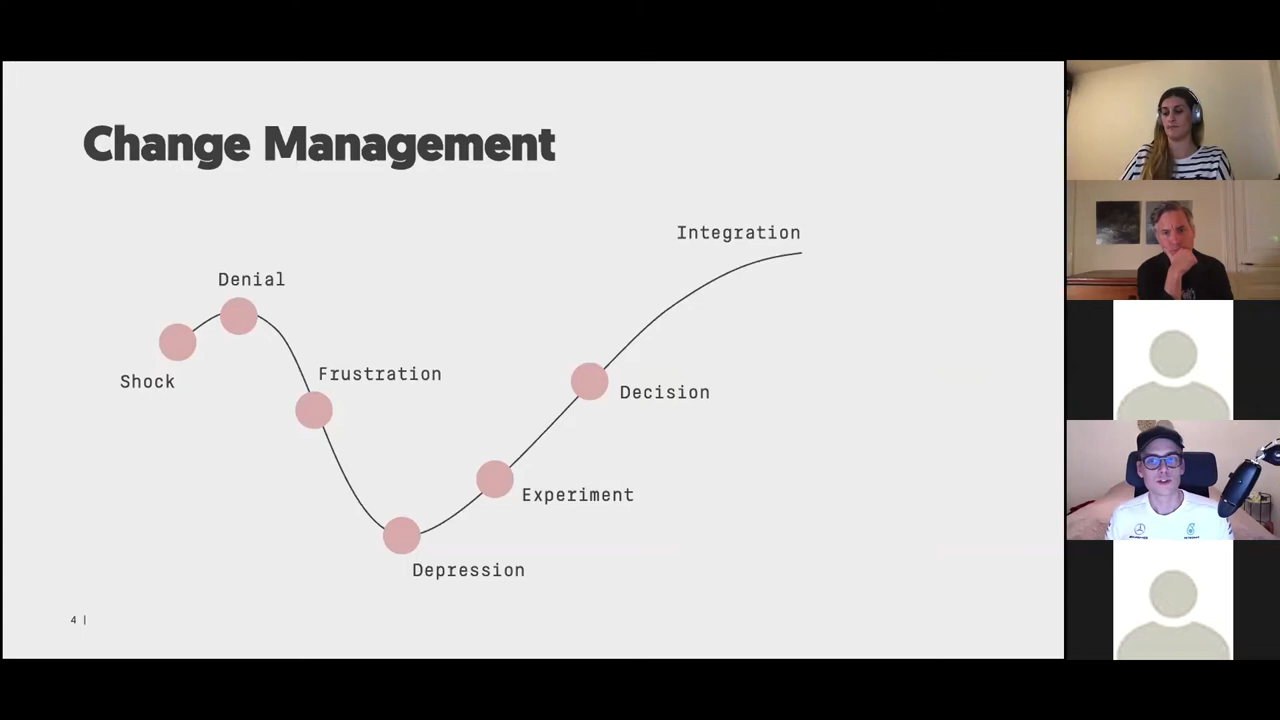 Change Management
Integration
Denial
Frustration
Shock
Decision
Experiment
Depression
4 |